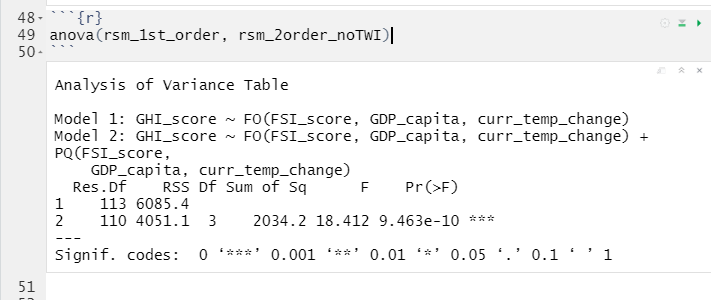 48 ```{r}
49 anova(rsm_1st_order, rsm_2order_noTWI)
50 ```
Analysis of Variance Table
Model 1: GHI_score ~ FO(FSI_score, GDP_capita, curr_temp_change)
Model 2: GHI_score ~ FO(FSI_score, GDP_capita, curr_temp_change) +
PQ(FSI_score,
    GDP_capita, curr_temp_change)
  Res.Df    RSS Df Sum of Sq      F    Pr(>F)
1    113 6085.4
2    110 4051.1  3    2034.2 18.412 9.463e-10 ***
---
Signif. codes:  0 ‘***’ 0.001 ‘**’ 0.01 ‘*’ 0.05 ‘.’ 0.1 ‘ ’ 1
51